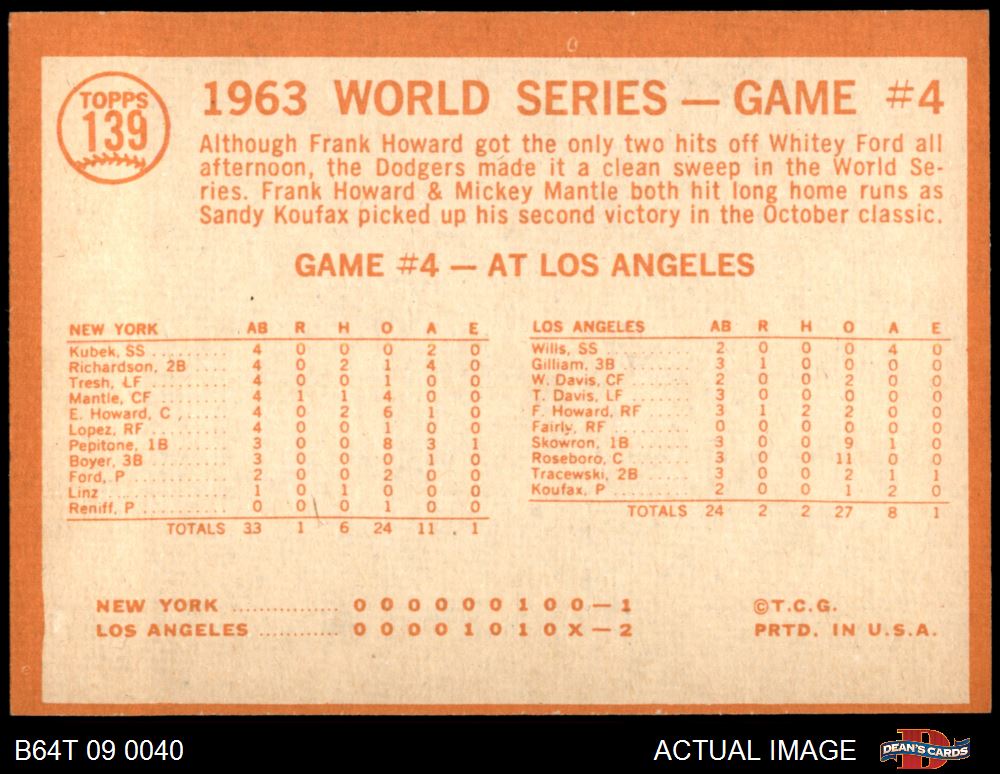 TOPPS
139
1963 WORLD SERIES — GAME #4
Although Frank Howard got the only two hits off Whitey Ford all
afternoon, the Dodgers made it a clean sweep in the World Se-
ries. Frank Howard & Mickey Mantle both hit long home runs as
Sandy Koufax picked up his second victory in the October classic.
GAME #4 — AT LOS ANGELES
NEW YORK AB R H O A E
Kubek, SS .......... 4 0 0 0 2 0
Richardson, 2B .... 4 0 2 1 4 0
Tresh, LF .......... 4 0 0 1 0 0
Mantle, CF ......... 4 1 1 4 0 0
E. Howard, C ....... 4 0 2 6 1 0
Lopez, RF .......... 4 0 0 1 0 0
Pepitone, 1B ....... 3 0 0 8 3 1
Boyer, 3B .......... 3 0 0 0 1 0
Ford, P ............ 2 0 0 2 0 0
Linz ............... 1 0 1 0 0 0
Reniff, P .......... 0 0 0 1 0 0
TOTALS 33 1 6 24 11 1
LOS ANGELES AB R H O A E
Wills, SS .......... 2 0 0 0 4 0
Gilliam, 3B ........ 3 1 0 0 0 0
W. Davis, CF ....... 2 0 0 2 0 0
T. Davis, LF ....... 3 0 0 0 0 0
F. Howard, RF ...... 3 1 2 2 0 0
Fairly, RF ......... 0 0 0 0 0 0
Skowron, 1B ........ 3 0 0 9 1 0
Roseboro, C ........ 3 0 0 11 0 0
Tracewski, 2B ...... 3 0 0 2 1 1
Koufax, P .......... 2 0 0 1 2 0
TOTALS 24 2 2 27 8 1
NEW YORK .............. 0 0 0 0 0 0 1 0 0 — 1
LOS ANGELES ........... 0 0 0 0 1 0 1 0 X — 2
©T.C.G.
PRTD. IN U.S.A.
B64T 09 0040
ACTUAL IMAGE
DEAN'S CARDS